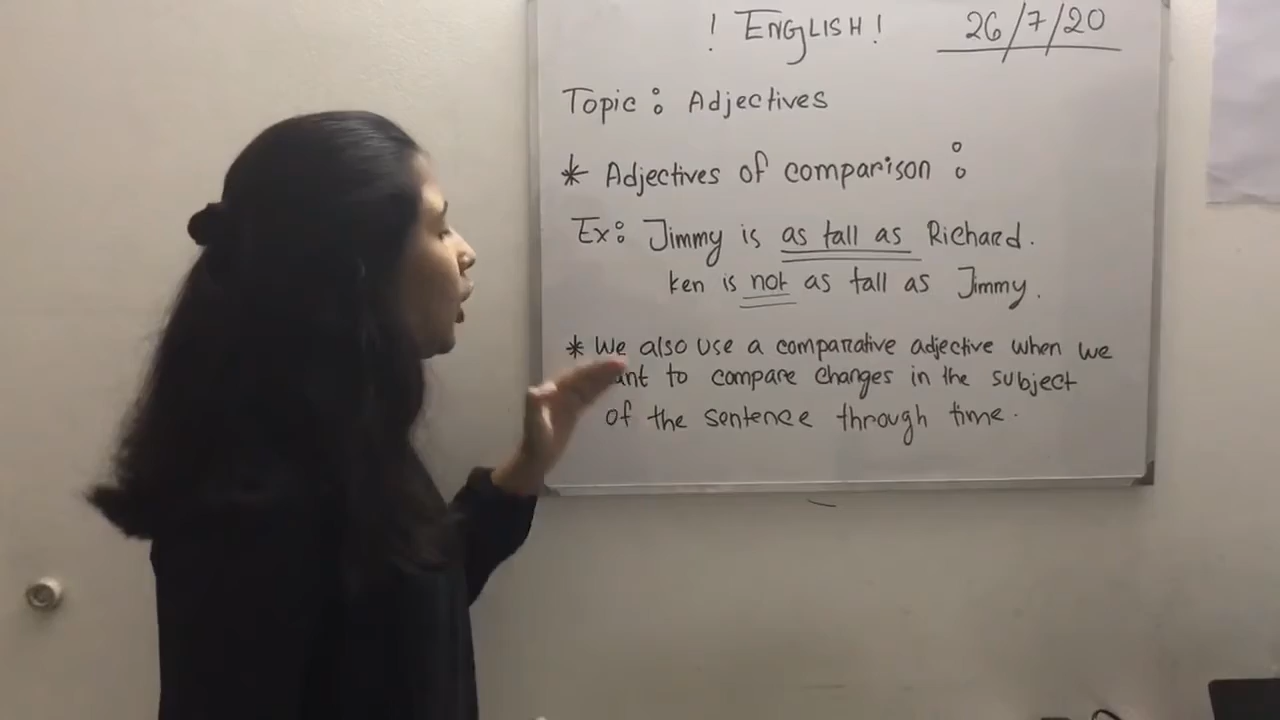 ! ENGLISH! 26/7/20
Topic: Adjectives
* Adjectives of comparison:
Ex: Jimmy is as tall as Richard.
ken is not as tall as Jimmy.
* We also use a comparative adjective when we
to compare changes in the subject
of the sentence through time.